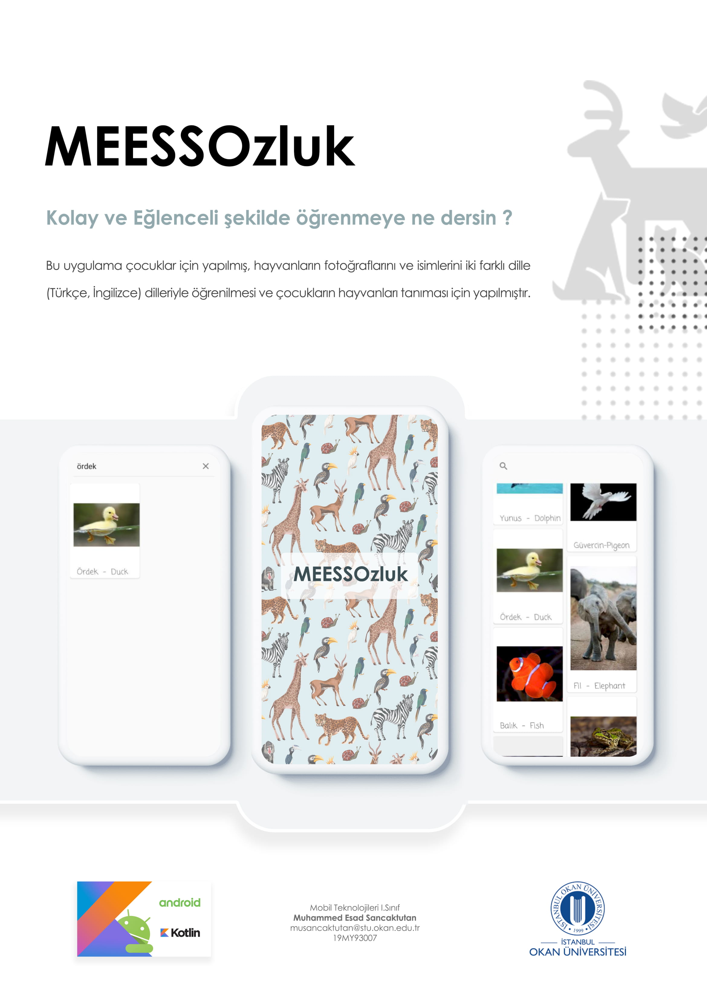 MEESSOzluk
Kolay ve Eğlenceli şekilde öğrenmeye ne dersin ?
Bu uygulama çocuklar için yapılmış, hayvanların fotoğraflarını ve isimlerini iki farklı dille
(Türkçe, İngilizce) dilleriyle öğrenilmesi ve çocukların hayvanları tanıması için yapılmıştır.
ördek
Ördek - Duck
MEESSOzluk
Yunus - Dolphin
Güvercin-Pigeon
Ördek - Duck
Fil - Elephant
Balık - Fish
android
Kotlin
Mobil Teknolojileri I.Sınıf
Muhammed Esad Sancaktutan
musancaktutan@stu.okan.edu.tr
19MY93007
İSTANBUL OKAN ÜNİVERSİTESİ
1999
İSTANBUL
OKAN ÜNİVERSİTESİ